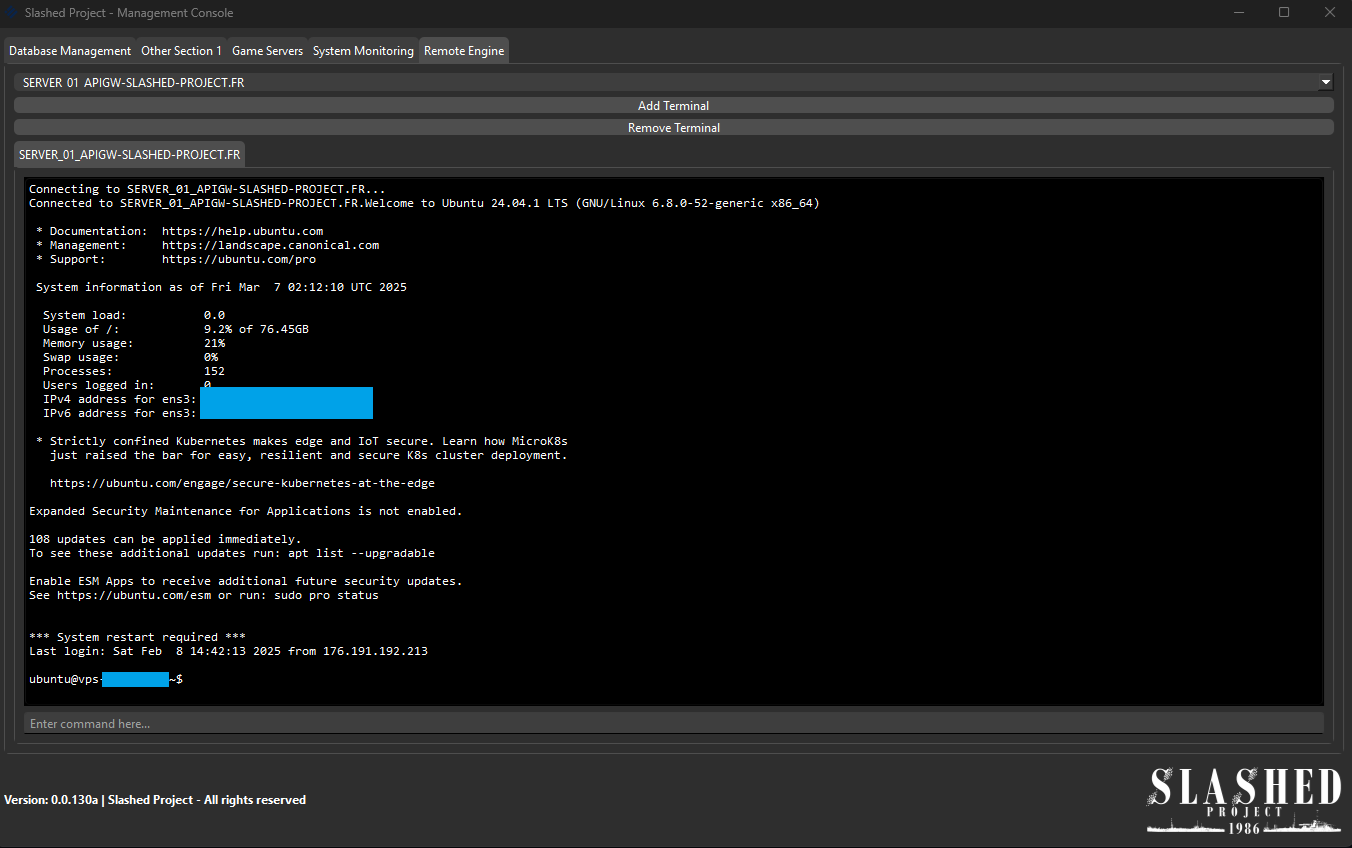 Slashed Project - Management Console
Database Management Other Section 1 Game Servers System Monitoring Remote Engine
SERVER_01_APIGW-SLASHED-PROJECT.FR
Add Terminal
Remove Terminal
SERVER_01_APIGW-SLASHED-PROJECT.FR
Connecting to SERVER_01_APIGW-SLASHED-PROJECT.FR...
Connected to SERVER_01_APIGW-SLASHED-PROJECT.FR.Welcome to Ubuntu 24.04.1 LTS (GNU/Linux 6.8.0-52-generic x86_64)
* Documentation: https://help.ubuntu.com
* Management: https://landscape.canonical.com
* Support: https://ubuntu.com/pro
System information as of Fri Mar 7 02:12:10 UTC 2025
System load: 0.0
Usage of /: 9.2% of 76.45GB
Memory usage: 21%
Swap usage: 0%
Processes: 152
Users logged in: 0
IPv4 address for ens3:
IPv6 address for ens3:
* Strictly confined Kubernetes makes edge and IoT secure. Learn how MicroK8s
just raised the bar for easy, resilient and secure K8s cluster deployment.
https://ubuntu.com/engage/secure-kubernetes-at-the-edge
Expanded Security Maintenance for Applications is not enabled.
108 updates can be applied immediately.
To see these additional updates run: apt list --upgradable
Enable ESM Apps to receive additional future security updates.
See https://ubuntu.com/esm or run: sudo pro status
*** System restart required ***
Last login: Sat Feb 8 14:42:13 2025 from 176.191.192.213
ubuntu@vps-~$
Enter command here...
Version: 0.0.130a | Slashed Project - All rights reserved
SLASHED
PROJECT
1986